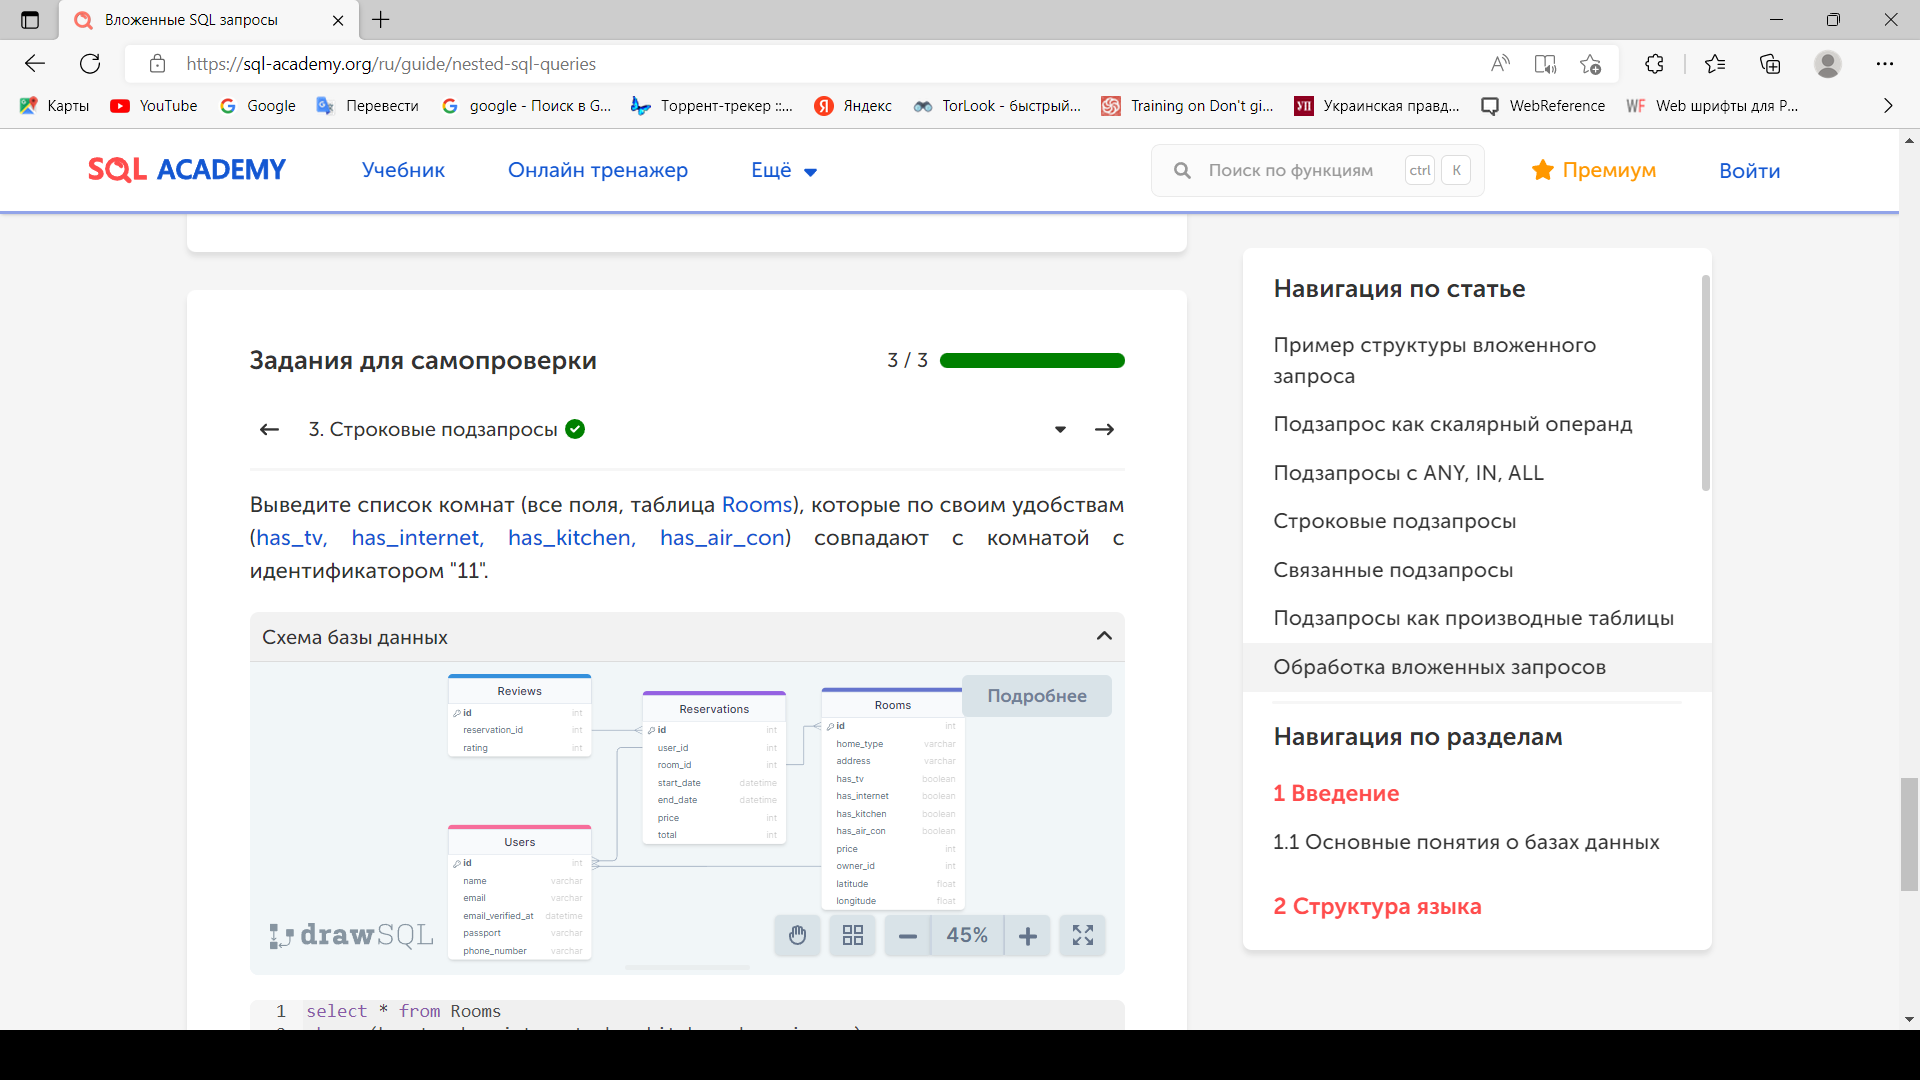 Вложенные SQL запросы
https://sql-academy.org/ru/guide/nested-sql-queries
Карты
YouTube
Google
Перевести
google - Поиск в G...
Торрент-трекер ::...
Яндекс
TorLook - быстрый...
Training on Don't gi...
Украинская правд...
WebReference
Web шрифты для P...
SQL ACADEMY
Учебник
Онлайн тренажер
Ещё
Поиск по функциям
ctrl
K
Премиум
Войти
Задания для самопроверки
3 / 3
3. Строковые подзапросы
Выведите список комнат (все поля, таблица Rooms), которые по своим удобствам
(has_tv, has_internet, has_kitchen, has_air_con) совпадают с комнатой с
идентификатором "11".
Схема базы данных
Подробнее
Reviews
id int
reservation_id int
rating int
Reservations
id int
user_id int
room_id int
start_date datetime
end_date datetime
price int
total int
Rooms
id int
home_type varchar
address varchar
has_tv boolean
has_internet boolean
has_kitchen boolean
has_air_con boolean
price int
owner_id int
latitude float
longitude float
Users
id int
name varchar
email varchar
email_verified_at datetime
passport varchar
phone_number varchar
drawSQL
45%
1 select * from Rooms
Навигация по статье
Пример структуры вложенного
запроса
Подзапрос как скалярный операнд
Подзапросы с ANY, IN, ALL
Строковые подзапросы
Связанные подзапросы
Подзапросы как производные таблицы
Обработка вложенных запросов
Навигация по разделам
1 Введение
1.1 Основные понятия о базах данных
2 Структура языка